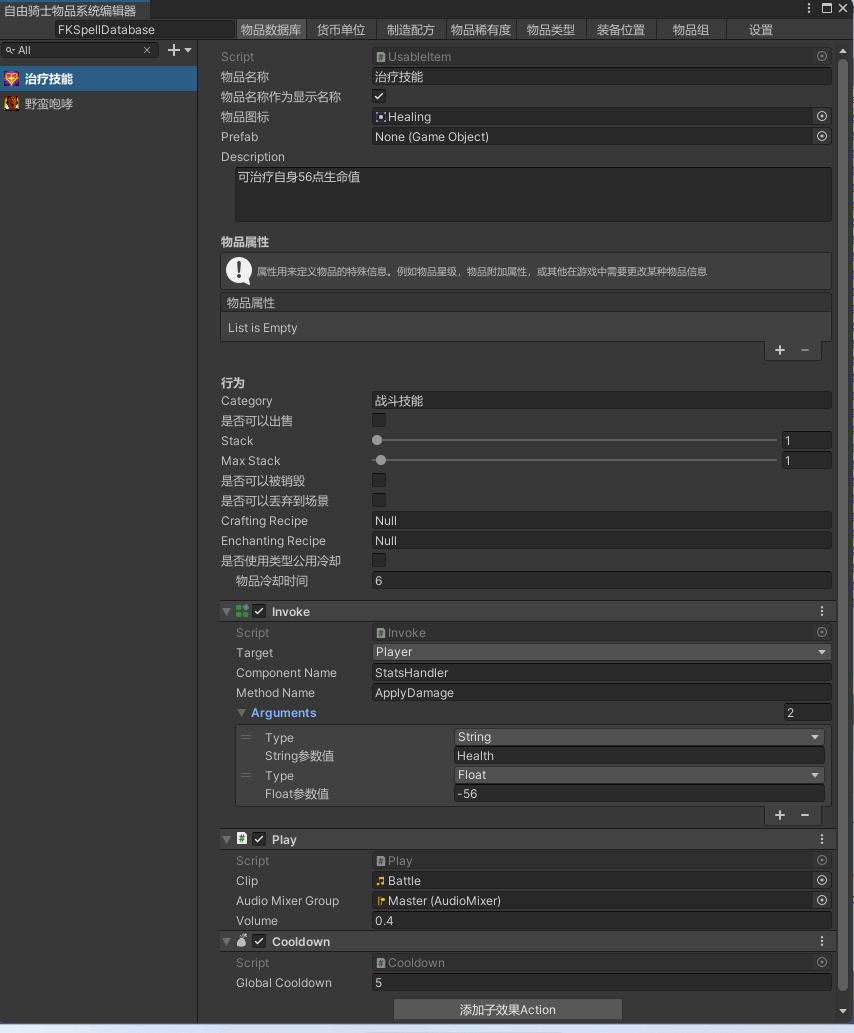 自由骑士物品系统编辑器
FKSpellDatabase 物品数据库 货币单位 制造配方 物品稀有度 物品类型 装备位置 物品组 设置
All
治疗技能
野蛮咆哮
Script UsableItem
物品名称 治疗技能
物品名称作为显示名称
物品图标 Healing
Prefab None (Game Object)
Description
可治疗自身56点生命值
物品属性
属性用来定义物品的特殊信息。例如物品星级，物品附加属性，或其他在游戏中需要更改某种物品信息
物品属性
List is Empty
行为
Category 战斗技能
是否可以出售
Stack 1
Max Stack 1
是否可以被销毁
是否可以丢弃到场景
Crafting Recipe Null
Enchanting Recipe Null
是否使用类型公用冷却
物品冷却时间 6
Invoke
Script Invoke
Target Player
Component Name StatsHandler
Method Name ApplyDamage
Arguments 2
Type String
String参数值 Health
Type Float
Float参数值 -56
Play
Script Play
Clip Battle
Audio Mixer Group Master (AudioMixer)
Volume 0.4
Cooldown
Script Cooldown
Global Cooldown 5
添加子效果Action